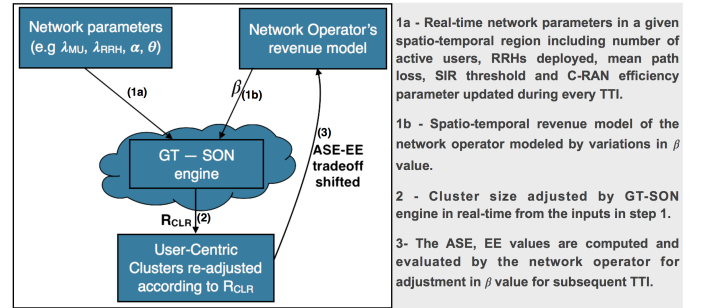 Network parameters
(e.g λMU, λRRH, α, θ)
Network Operator's
revenue model
(1a)
β
(1b)
(3)
ASE-EE
tradeoff
shifted
GT – SON
engine
RCLR
(2)
User-Centric
Clusters re-adjusted
according to RCLR
1a - Real-time network parameters in a given
spatio-temporal region including number of
active users, RRHs deployed, mean path
loss, SIR threshold and C-RAN efficiency
parameter updated during every TTI.
1b - Spatio-temporal revenue model of the
network operator modeled by variations in β
value.
2 - Cluster size adjusted by GT-SON
engine in real-time from the inputs in step 1.
3- The ASE, EE values are computed and
evaluated by the network operator for
adjustment in β value for subsequent TTI.